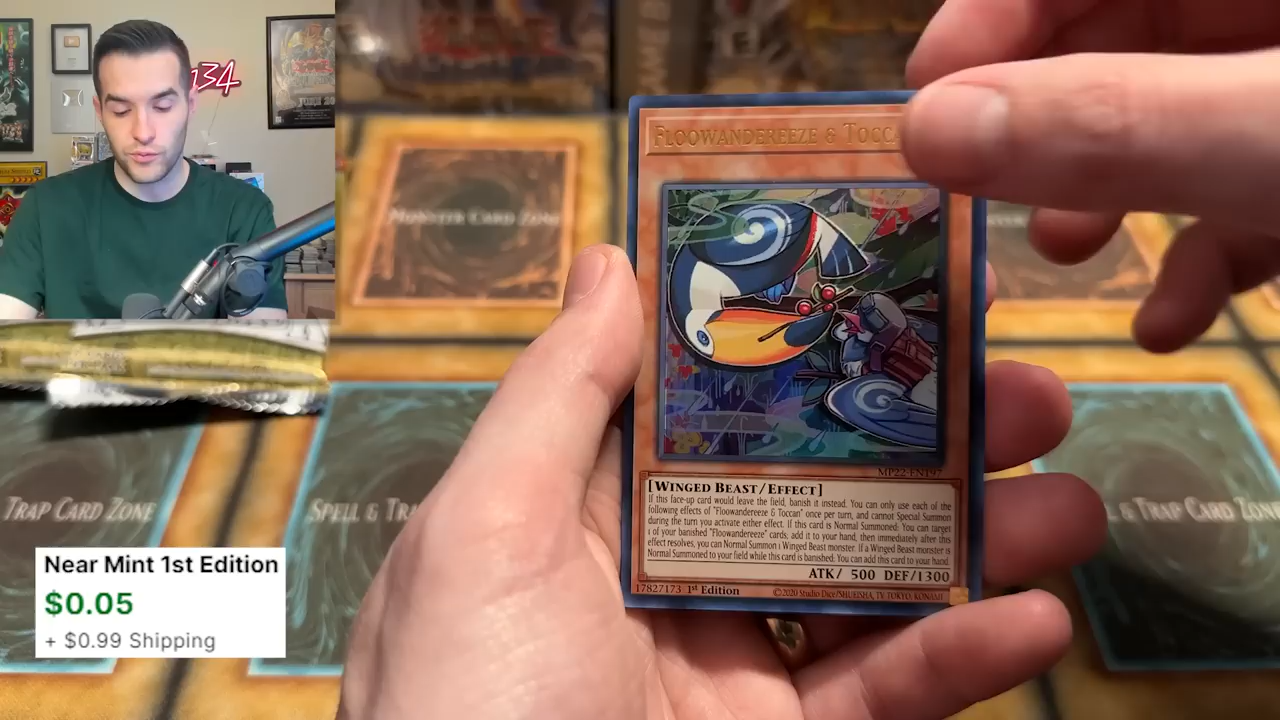 134
JUICE 20
FLOOWANDEREEZE & TOCCA
MONSTER CARD ZONE
MP22-EN197
[WINGED BEAST/EFFECT]
If this face-up card would leave the field, banish it instead. You can only use each of the
following effects of "Floowandereeze & Toccan" once per turn, and cannot Special Summon
during the turn you activate either effect. If this card is Normal Summoned: You can target
1 of your banished "Floowandereeze" cards; add it to your hand, then immediately after this
effect resolves, you can Normal Summon 1 Winged Beast monster. If a Winged Beast monster is
Normal Summoned to your field while this card is banished: You can add this card to your hand.
ATK/ 500 DEF/1300
17827173 1st Edition
©2020 Studio Dice/SHUEISHA, TV TOKYO, KONAMI
TRAP CARD ZONE
SPELL & TRA
& TRAP CARD ZONE
Near Mint 1st Edition
$0.05
+ $0.99 Shipping